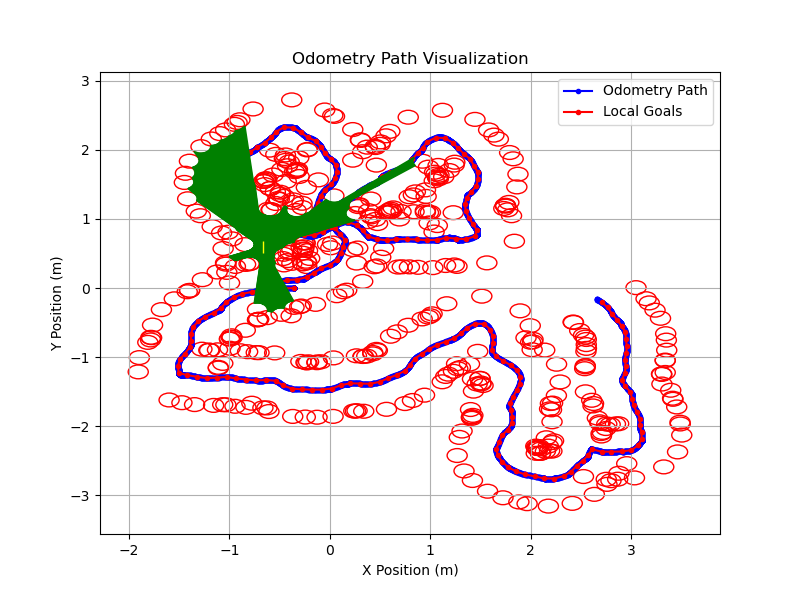 Odometry Path Visualization
Odometry Path
Local Goals
Y Position (m)
3
2
1
0
−1
−2
−3
−2
−1
0
1
2
3
X Position (m)